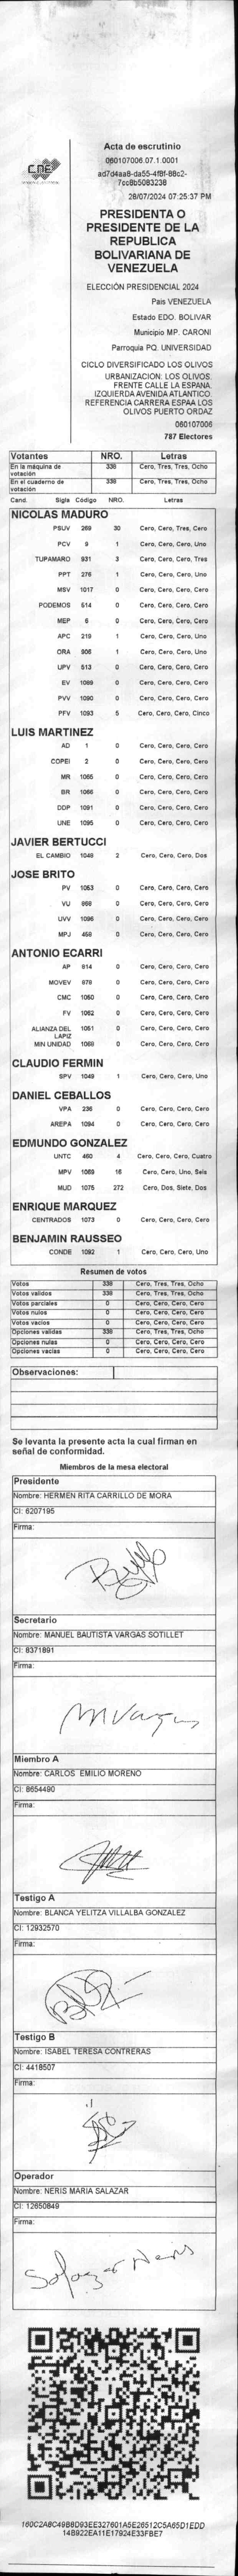 CNE
Acta de escrutinio
060107006.07.1.0001
ad7d4aa8-da55-4f8f-88c2-
7cc8b5083238
28/07/2024 07:25:37 PM
PRESIDENTA O
PRESIDENTE DE LA
REPUBLICA
BOLIVARIANA DE
VENEZUELA
ELECCIÓN PRESIDENCIAL 2024
Pais VENEZUELA
Estado EDO. BOLIVAR
Municipio MP. CARONI
Parroquia PQ. UNIVERSIDAD
CICLO DIVERSIFICADO LOS OLIVOS
URBANIZACION: LOS OLIVOS.
FRENTE CALLE LA ESPANA.
IZQUIERDA AVENIDA ATLANTICO.
REFERENCIA CARRERA ESPAA LOS
OLIVOS PUERTO ORDAZ
060107006
787 Electores
Votantes NRO. Letras
En la máquina de votación 338 Cero, Tres, Tres, Ocho
En el cuaderno de votación 338 Cero, Tres, Tres, Ocho
Cand. Sigla Código NRO. Letras
NICOLAS MADURO
PSUV 269 30 Cero, Cero, Tres, Cero
PCV 9 1 Cero, Cero, Cero, Uno
TUPAMARO 931 3 Cero, Cero, Cero, Tres
PPT 276 1 Cero, Cero, Cero, Uno
MSV 1017 0 Cero, Cero, Cero, Cero
PODEMOS 514 0 Cero, Cero, Cero, Cero
MEP 6 0 Cero, Cero, Cero, Cero
APC 219 1 Cero, Cero, Cero, Uno
ORA 906 1 Cero, Cero, Cero, Uno
UPV 513 0 Cero, Cero, Cero, Cero
EV 1089 0 Cero, Cero, Cero, Cero
PVV 1090 0 Cero, Cero, Cero, Cero
PFV 1093 5 Cero, Cero, Cero, Cinco
LUIS MARTINEZ
AD 1 0 Cero, Cero, Cero, Cero
COPEI 2 0 Cero, Cero, Cero, Cero
MR 1065 0 Cero, Cero, Cero, Cero
BR 1066 0 Cero, Cero, Cero, Cero
DDP 1091 0 Cero, Cero, Cero, Cero
UNE 1095 0 Cero, Cero, Cero, Cero
JAVIER BERTUCCI
EL CAMBIO 1048 2 Cero, Cero, Cero, Dos
JOSE BRITO
PV 1053 0 Cero, Cero, Cero, Cero
VU 868 0 Cero, Cero, Cero, Cero
UVV 1096 0 Cero, Cero, Cero, Cero
MPJ 458 0 Cero, Cero, Cero, Cero
ANTONIO ECARRI
AP 814 0 Cero, Cero, Cero, Cero
MOVEV 878 0 Cero, Cero, Cero, Cero
CMC 1050 0 Cero, Cero, Cero, Cero
FV 1052 0 Cero, Cero, Cero, Cero
ALIANZA DEL LAPIZ 1051 0 Cero, Cero, Cero, Cero
MIN UNIDAD 1068 0 Cero, Cero, Cero, Cero
CLAUDIO FERMIN
SPV 1049 1 Cero, Cero, Cero, Uno
DANIEL CEBALLOS
VPA 236 0 Cero, Cero, Cero, Cero
AREPA 1094 0 Cero, Cero, Cero, Cero
EDMUNDO GONZALEZ
UNTC 460 4 Cero, Cero, Cero, Cuatro
MPV 1069 16 Cero, Cero, Uno, Seis
MUD 1075 272 Cero, Dos, Siete, Dos
ENRIQUE MARQUEZ
CENTRADOS 1073 0 Cero, Cero, Cero, Cero
BENJAMIN RAUSSEO
CONDE 1092 1 Cero, Cero, Cero, Uno
Resumen de votos
Votos 338 Cero, Tres, Tres, Ocho
Votos validos 338 Cero, Tres, Tres, Ocho
Votos parciales 0 Cero, Cero, Cero, Cero
Votos nulos 0 Cero, Cero, Cero, Cero
Votos vacios 0 Cero, Cero, Cero, Cero
Opciones validas 338 Cero, Tres, Tres, Ocho
Opciones nulas 0 Cero, Cero, Cero, Cero
Opciones vacias 0 Cero, Cero, Cero, Cero
Observaciones:
Se levanta la presente acta la cual firman en
señal de conformidad.
Miembros de la mesa electoral
Presidente
Nombre: HERMEN RITA CARRILLO DE MORA
CI: 6207195
Firma:
Secretario
Nombre: MANUEL BAUTISTA VARGAS SOTILLET
CI: 8371891
Firma:
MVargas
Miembro A
Nombre: CARLOS EMILIO MORENO
CI: 8654490
Firma:
Testigo A
Nombre: BLANCA YELITZA VILLALBA GONZALEZ
CI: 12932570
Firma:
Testigo B
Nombre: ISABEL TERESA CONTRERAS
CI: 4418507
Firma:
Operador
Nombre: NERIS MARIA SALAZAR
CI: 12650849
Firma:
Salazar Neris
160C2A8C49B8D93EE327601A5E26512C5A65D1EDD
14B922EA11E17924E33FBE7